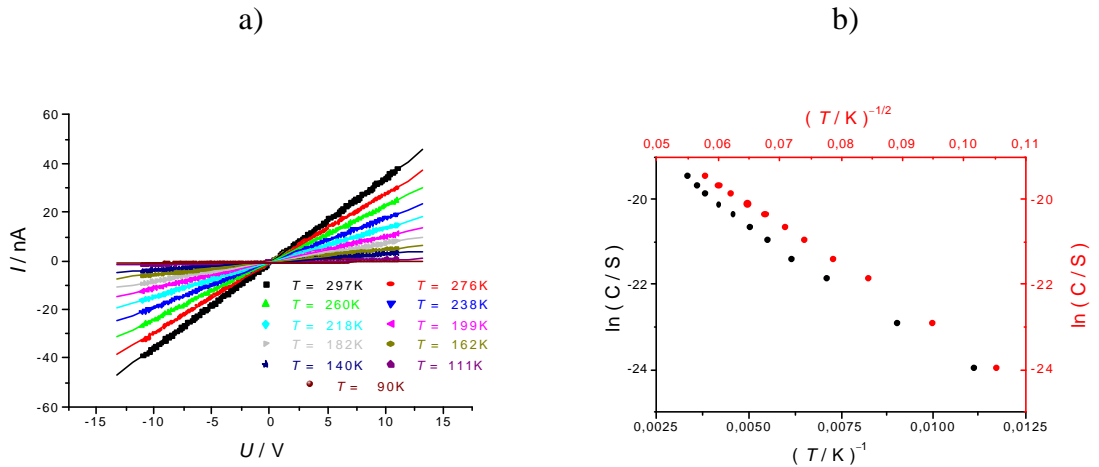 a)
b)
60
40
20
0
-20
-40
-60
I / nA
-15 -10 -5 0 5 10 15
U / V
T = 297K T = 276K
T = 260K T = 238K
T = 218K T = 199K
T = 182K T = 162K
T = 140K T = 111K
T = 90K
( T / K ) -1/2
0,05 0,06 0,07 0,08 0,09 0,10 0,11
-20
-22
-24
ln ( C / S )
-20
-22
-24
ln ( C / S )
0,0025 0,0050 0,0075 0,0100 0,0125
( T / K ) -1